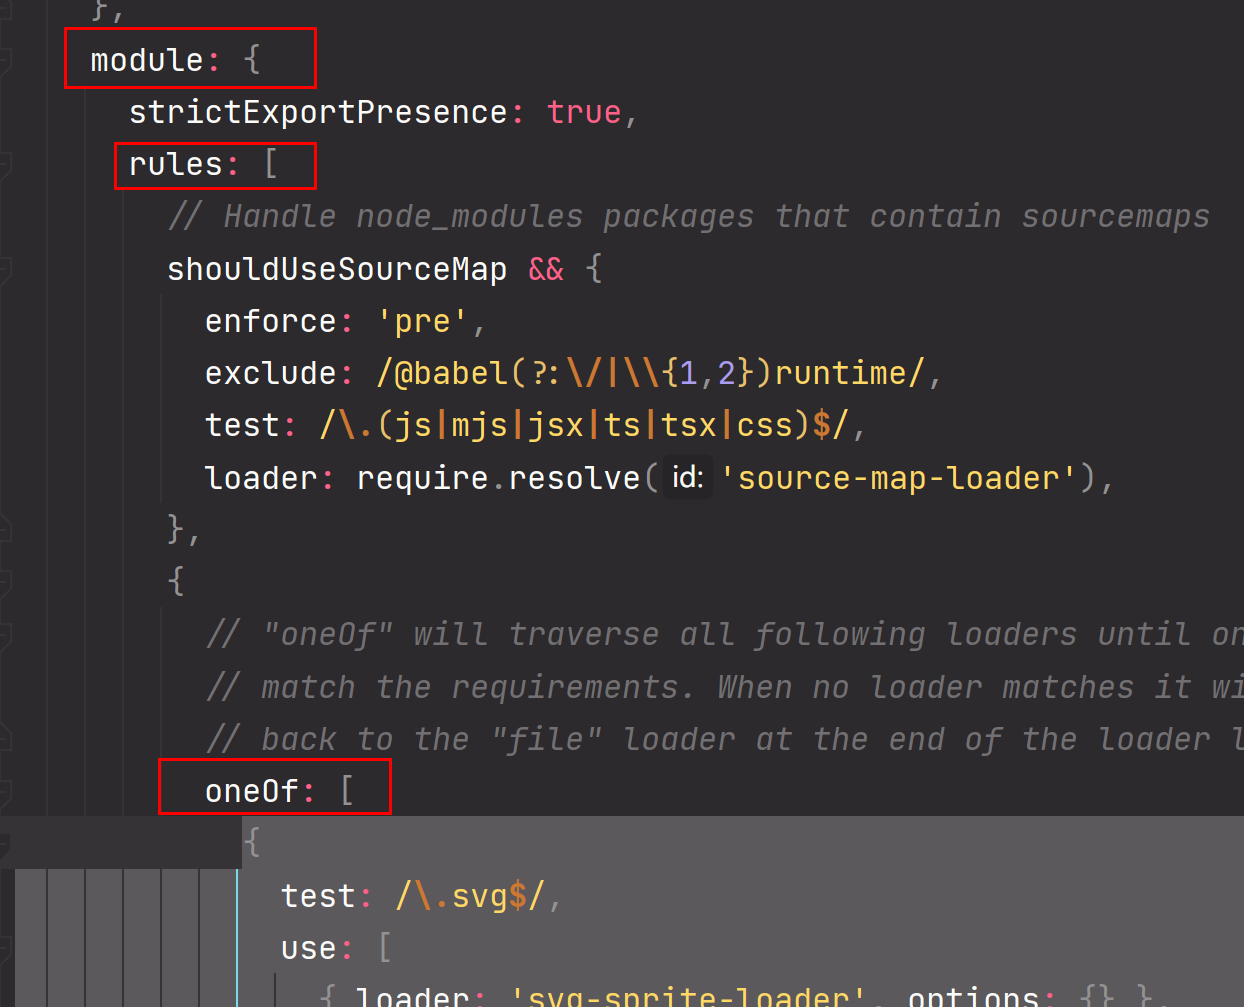 },
module: {
strictExportPresence: true,
rules: [
// Handle node_modules packages that contain sourcemaps
shouldUseSourceMap && {
enforce: 'pre',
exclude: /@babel(?:\/|\\{1,2})runtime/,
test: /\.(js|mjs|jsx|ts|tsx|css)$/,
loader: require.resolve( id: 'source-map-loader'),
},
{
// "oneOf" will traverse all following loaders until on
// match the requirements. When no loader matches it wi
// back to the "file" loader at the end of the loader l
oneOf: [
{
test: /\.svg$/,
use: [
{ loader: 'svg-sprite-loader', options: {} },